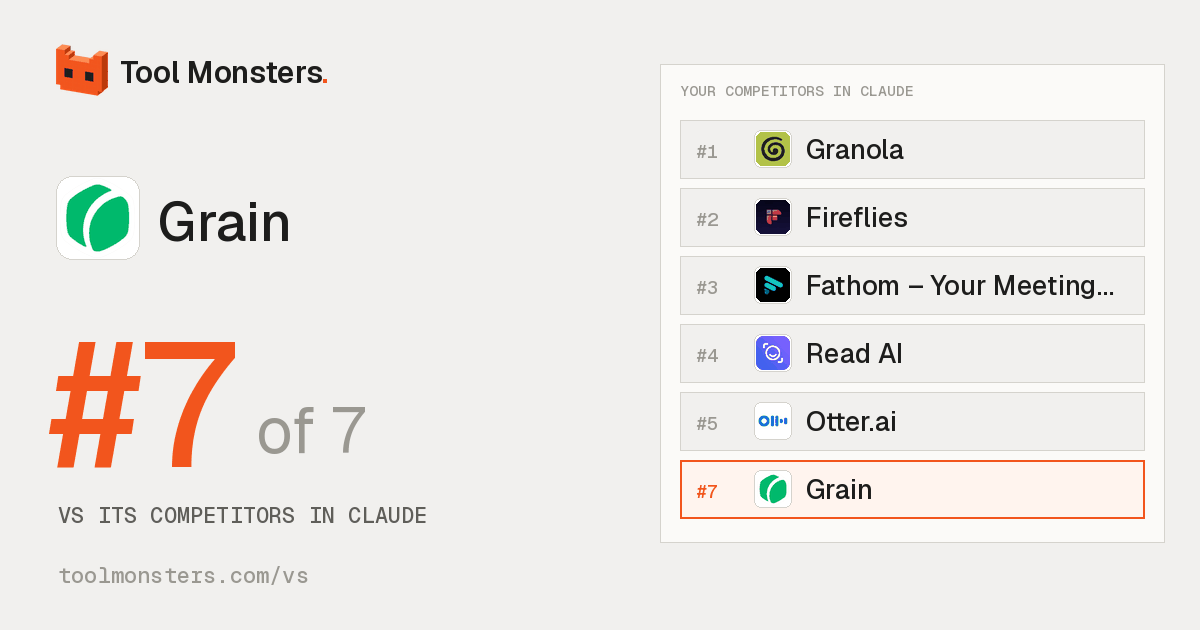 Tool Monsters.
Grain
#7 of 7
VS ITS COMPETITORS IN CLAUDE
toolmonsters.com/vs
YOUR COMPETITORS IN CLAUDE
#1 Granola
#2 Fireflies
#3 Fathom – Your Meeting...
#4 Read AI
#5 Otter.ai
#7 Grain